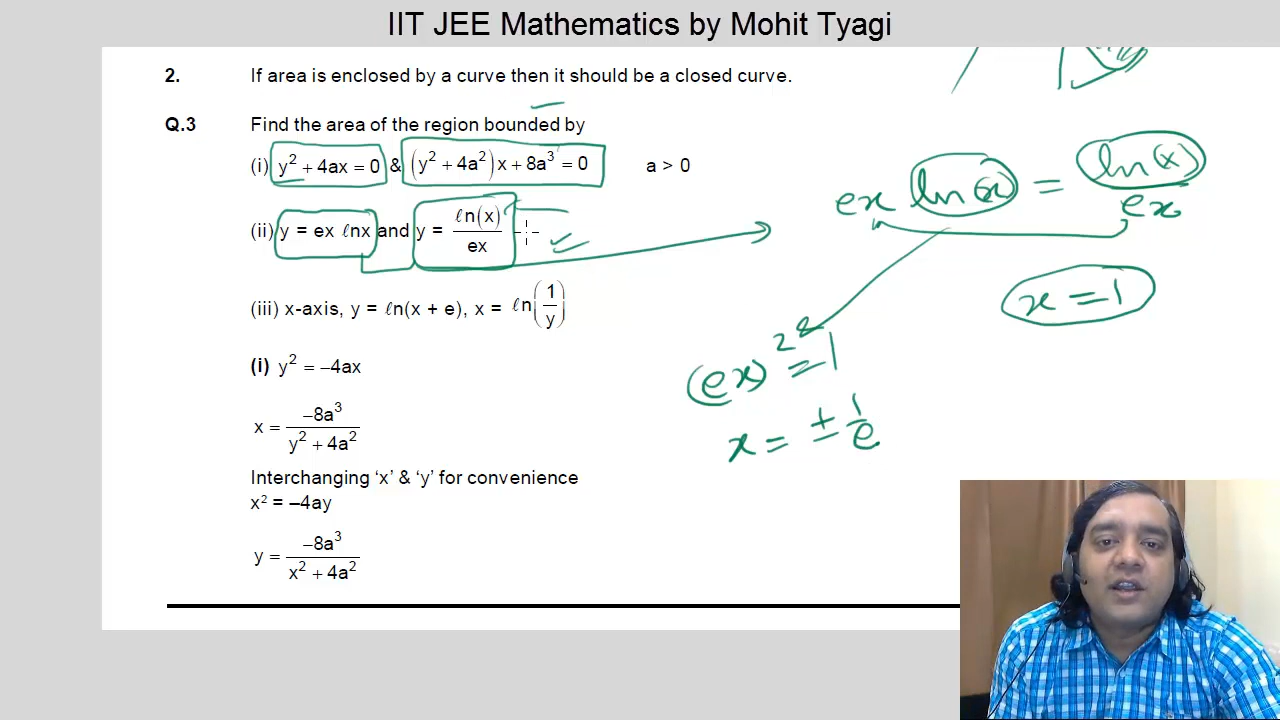 IIT JEE Mathematics by Mohit Tyagi
2. If area is enclosed by a curve then it should be a closed curve.
Q.3 Find the area of the region bounded by
(i) y² + 4ax = 0 & (y² + 4a²)x + 8a³ = 0 a > 0
(ii) y = ex ℓnx and y = ℓn(x)/ex
ex ln(x) = ln(x)/ex
x = 1
(iii) x-axis, y = ℓn(x + e), x = ℓn(1/y)
(ex)² = 1
(i) y² = –4ax
x = –8a³/(y² + 4a²)
x = ± 1/e
Interchanging ‘x’ & ‘y’ for convenience
x² = –4ay
y = –8a³/(x² + 4a²)